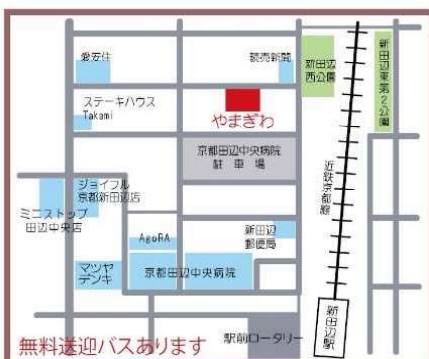 愛安住
読売新聞
新田辺
西公園
新田辺東第2公園
ステーキハウス
Takami
やまぎわ
京都田辺中央病院
駐車場
近鉄京都線
ジョイフル
京都新田辺店
ミニストップ
田辺中央店
新田辺
郵便局
AgoRA
マツヤ
デンキ
京都田辺中央病院
新田辺駅
駅前ロータリー
無料送迎バスあります